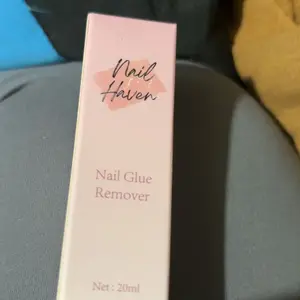 Nail
Haven
Nail Glue
Remover
Net : 20ml